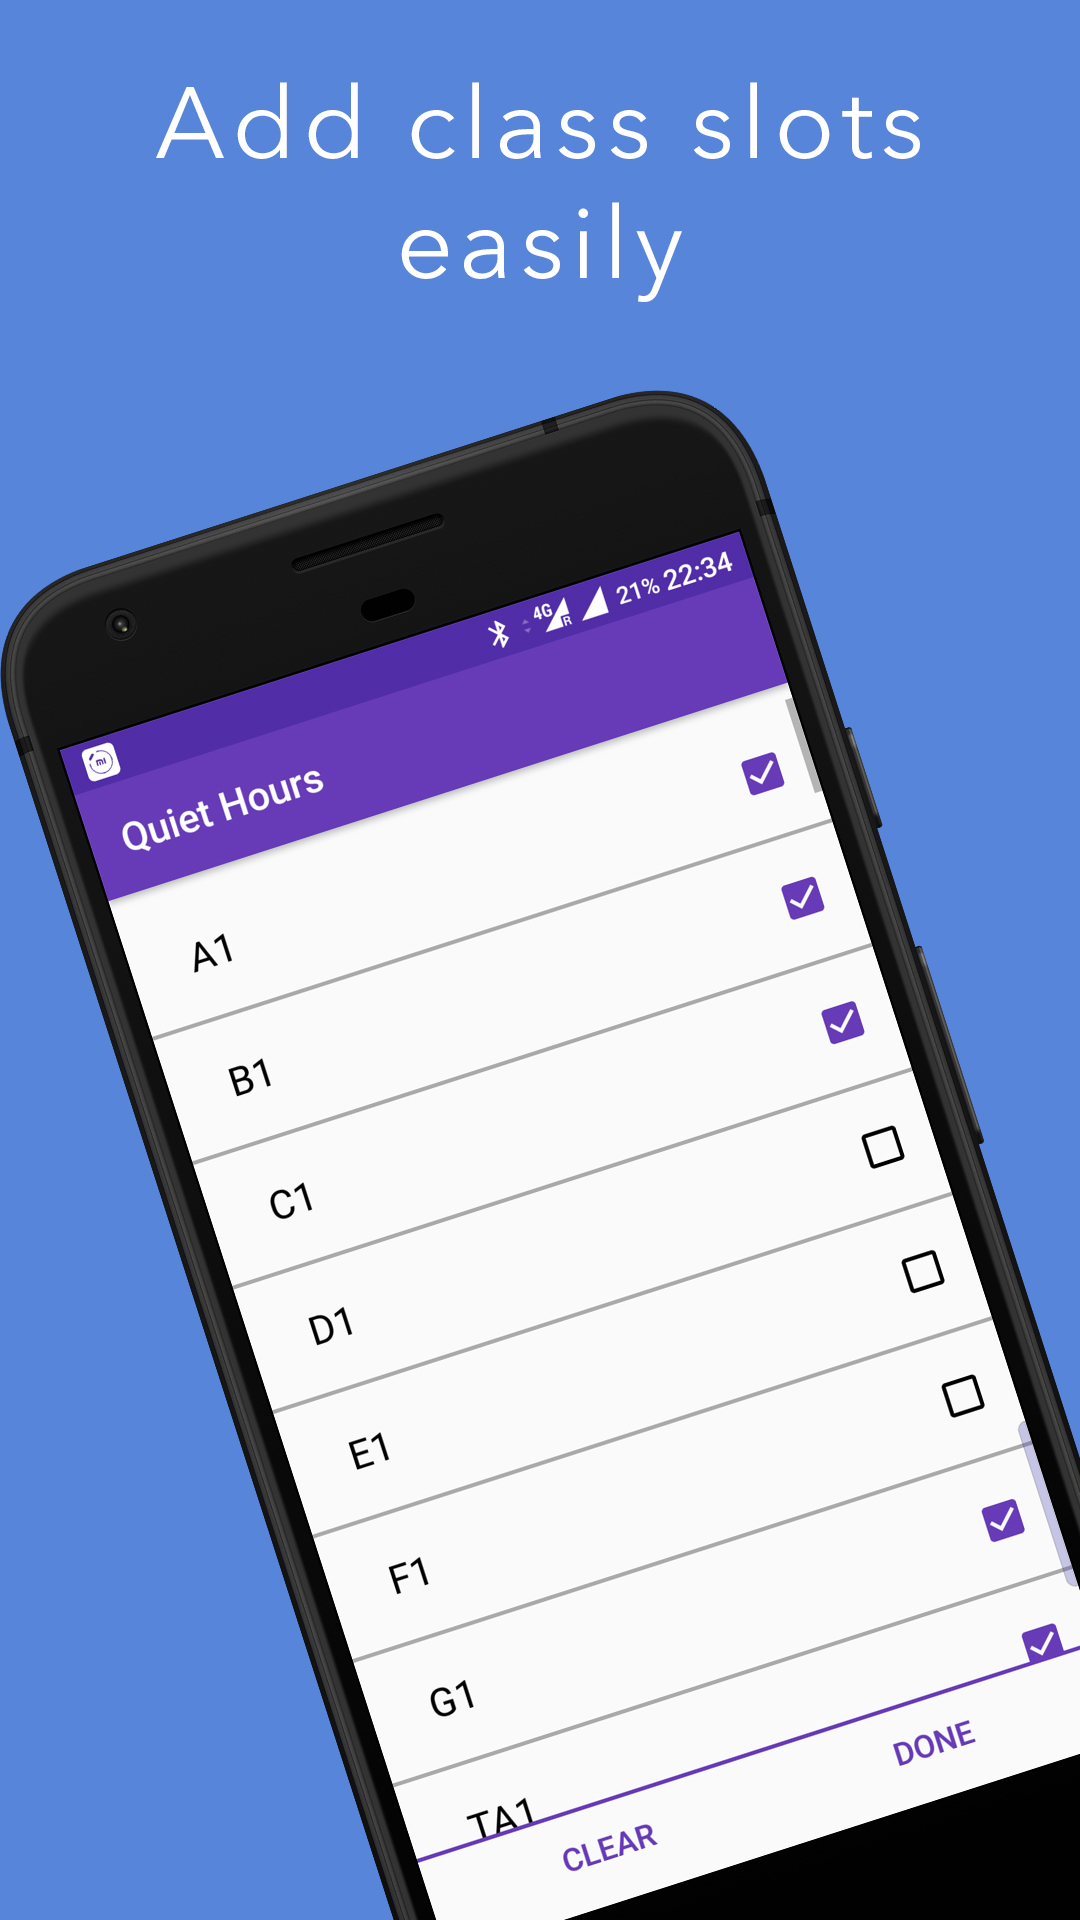 Add class slots
easily
4G R 21% 22:34
MI
Quiet Hours
A1
B1
C1
D1
E1
F1
G1
TA1
CLEAR DONE